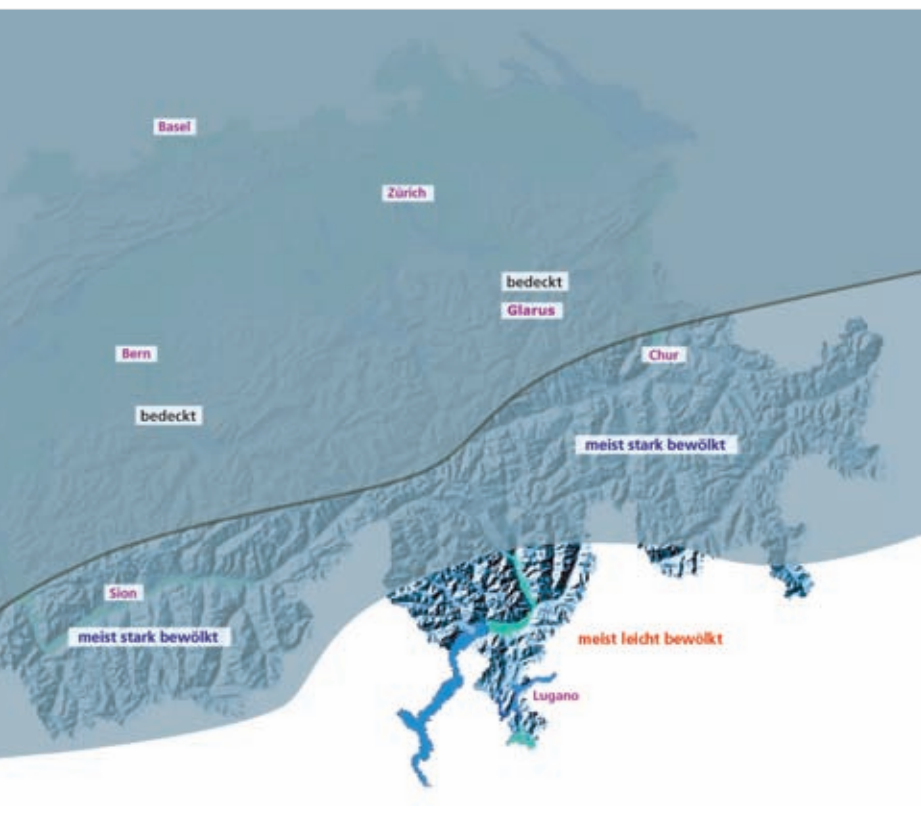 Basel
Zürich
bedeckt
Glarus
Bern
Chur
bedeckt
meist stark bewölkt
Sion
meist stark bewölkt
meist leicht bewölkt
Lugano